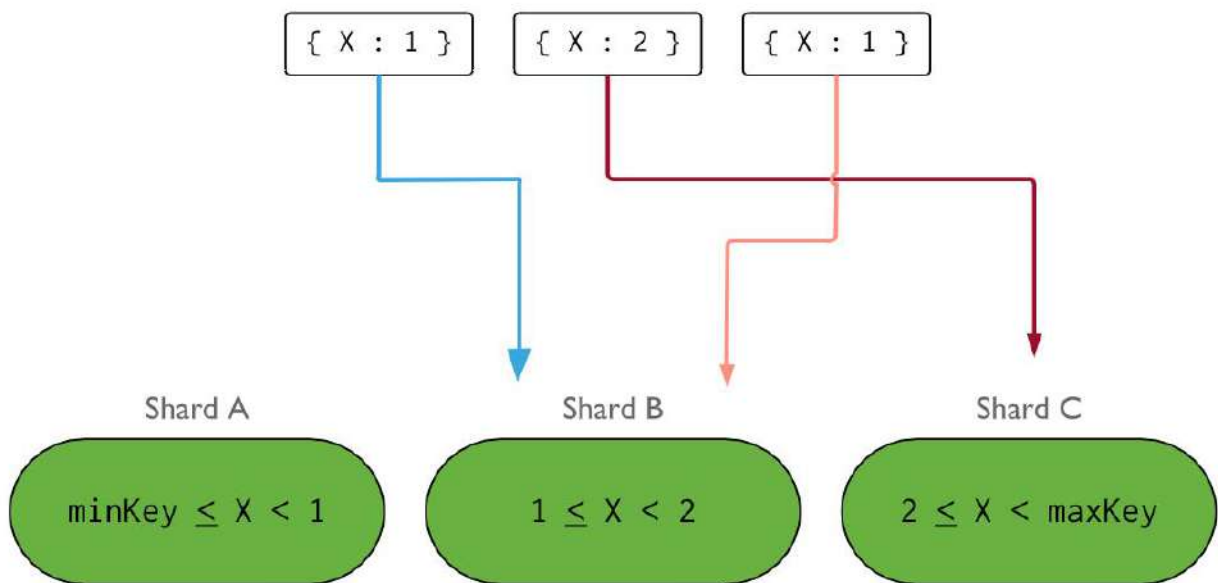 { X : 1 }
{ X : 2 }
{ X : 1 }
Shard A
Shard B
Shard C
minKey ≤ X < 1
1 ≤ X < 2
2 ≤ X < maxKey